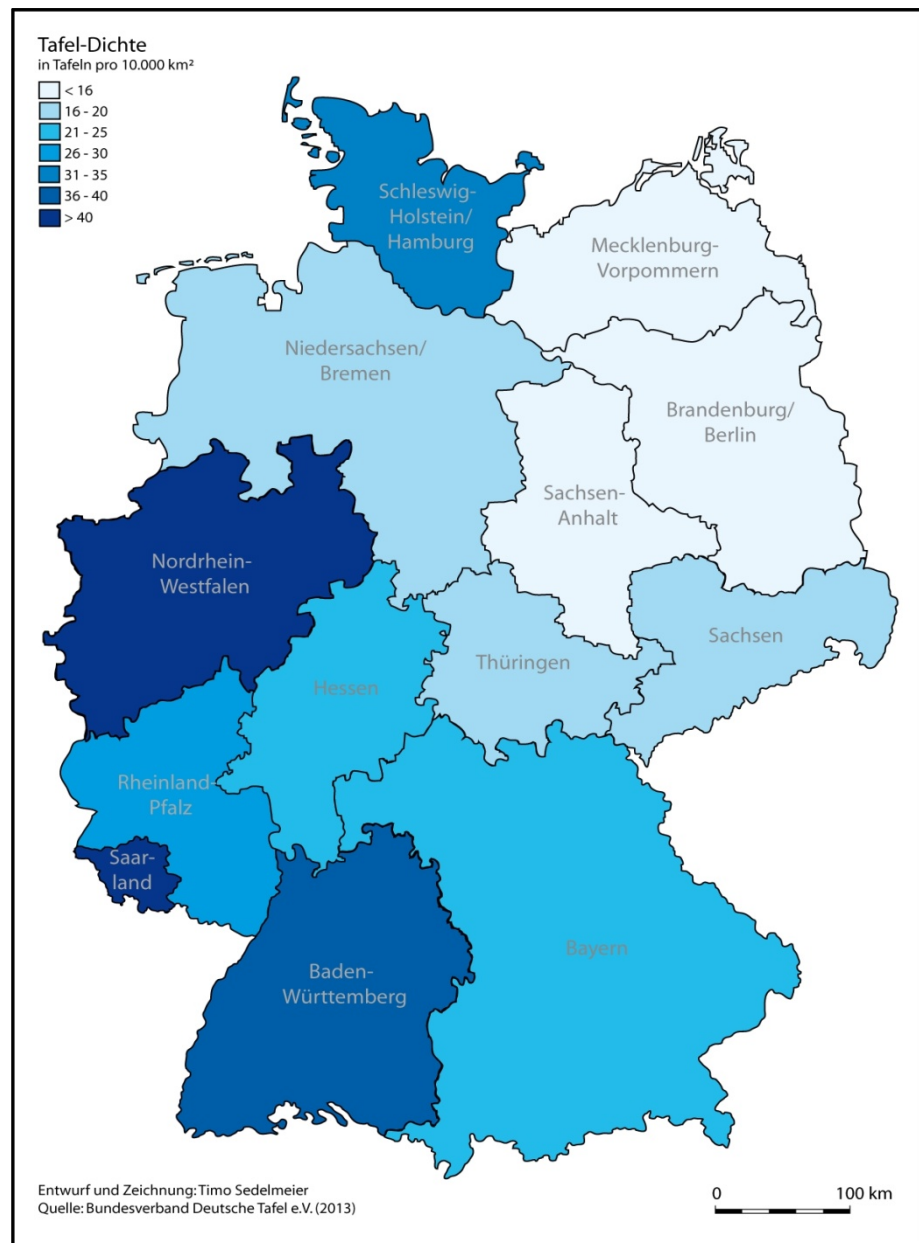 Tafel-Dichte
in Tafeln pro 10.000 km²
< 16
16 - 20
21 - 25
26 - 30
31 - 35
36 - 40
> 40
Schleswig-
Holstein/
Hamburg
Mecklenburg-
Vorpommern
Niedersachsen/
Bremen
Brandenburg/
Berlin
Sachsen-
Anhalt
Nordrhein-
Westfalen
Sachsen
Thüringen
Hessen
Rheinland-
Pfalz
Saar-
land
Bayern
Baden-
Württemberg
Entwurf und Zeichnung: Timo Sedelmeier
Quelle: Bundesverband Deutsche Tafel e.V. (2013)
0 100 km